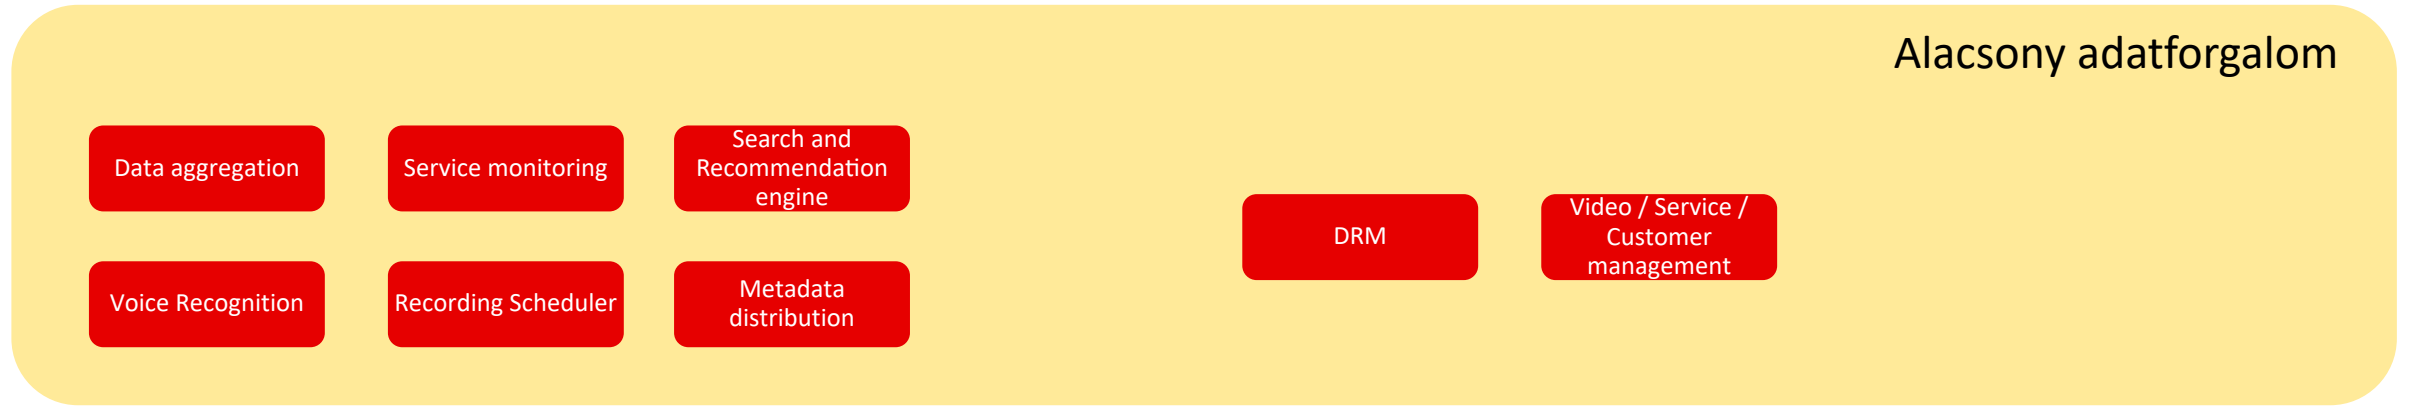 Alacsony adatforgalom
Data aggregation
Service monitoring
Search and
Recommendation
engine
DRM
Video / Service /
Customer
management
Voice Recognition
Recording Scheduler
Metadata
distribution